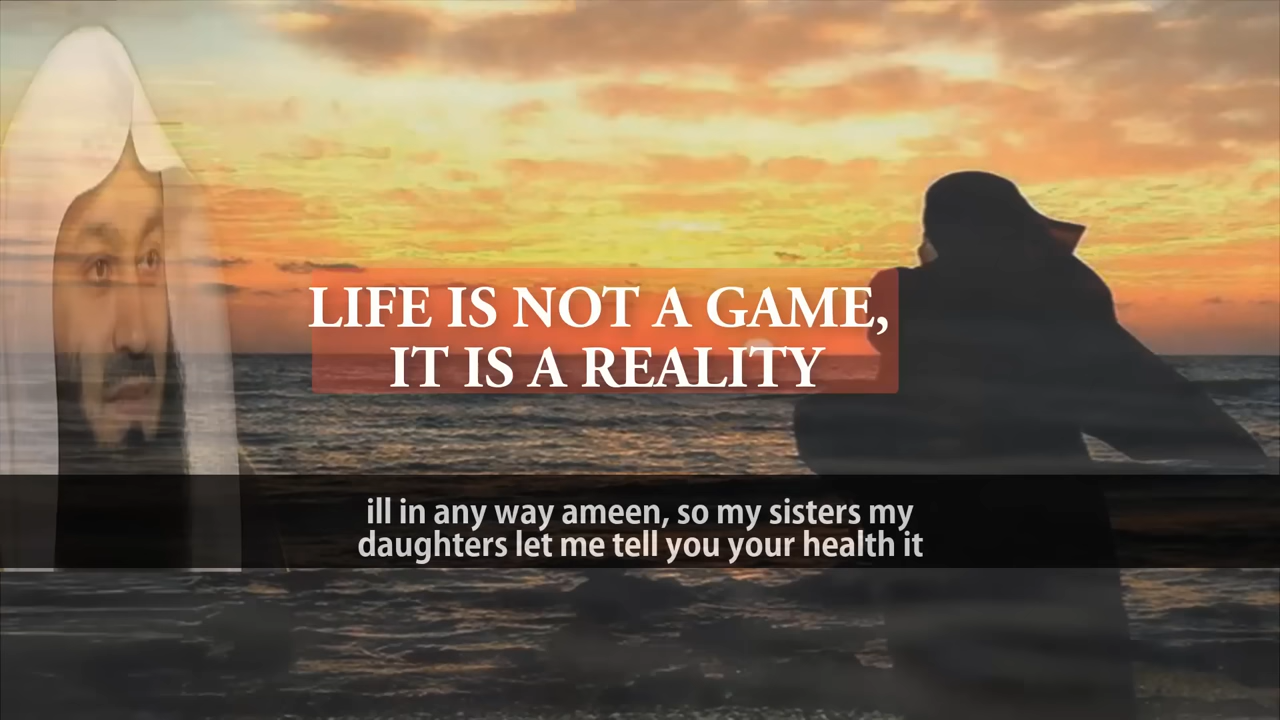 LIFE IS NOT A GAME,
IT IS A REALITY
ill in any way ameen, so my sisters my
daughters let me tell you your health it